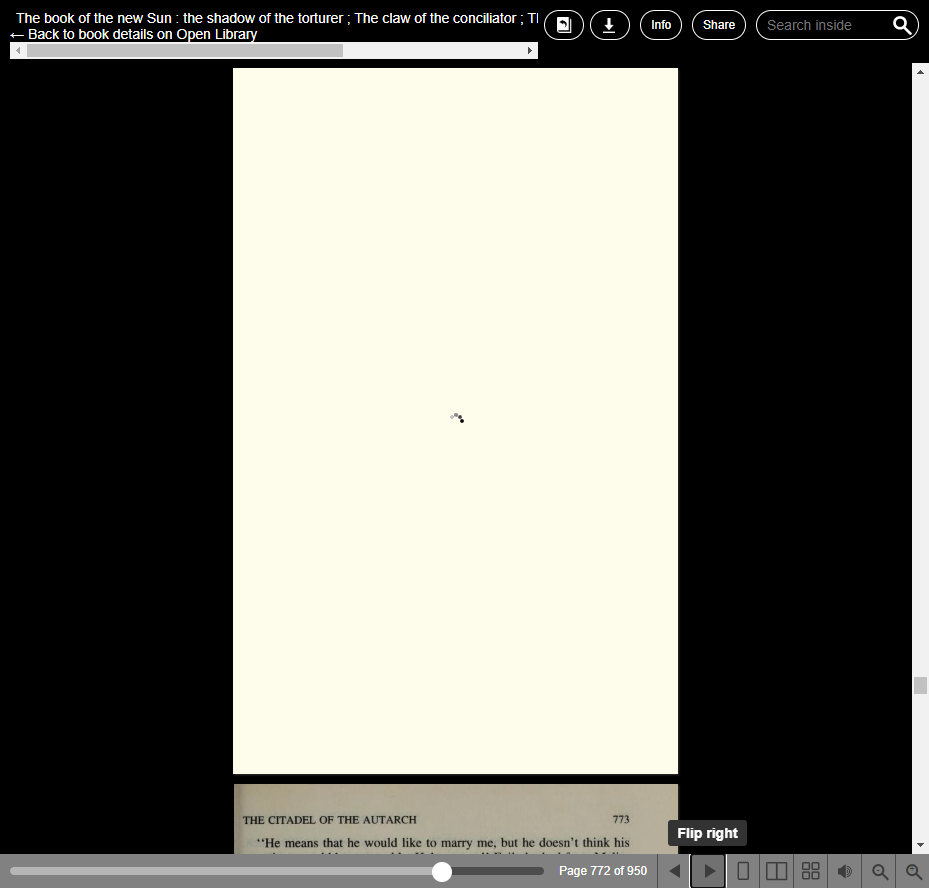 The book of the new Sun : the shadow of the torturer ; The claw of the conciliator ;
← Back to book details on Open Library
Info
Share
Search inside
THE CITADEL OF THE AUTARCH 773
“He means that he would like to marry me, but he doesn’t think his
Flip right
Page 772 of 950